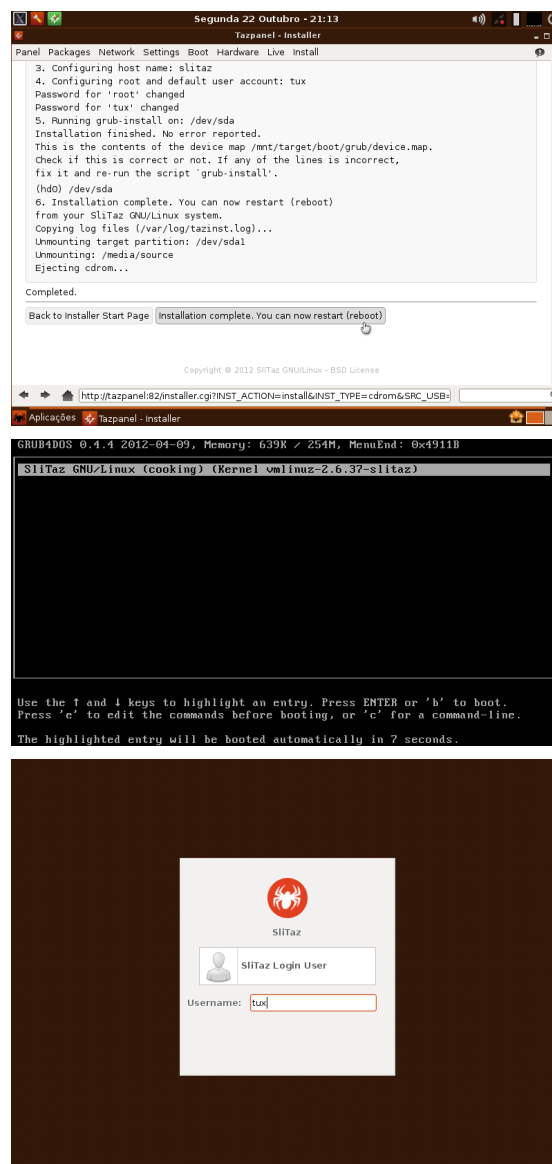 Segunda 22 Outubro - 21:13
Tazpanel - Installer
Panel Packages Network Settings Boot Hardware Live Install
3. Configuring host name: slitaz
4. Configuring root and default user account: tux
Password for 'root' changed
Password for 'tux' changed
5. Running grub-install on: /dev/sda
Installation finished. No error reported.
This is the contents of the device map /mnt/target/boot/grub/device.map.
Check if this is correct or not. If any of the lines is incorrect,
fix it and re-run the script `grub-install'.
(hd0) /dev/sda
6. Installation complete. You can now restart (reboot)
from your SliTaz GNU/Linux system.
Copying log files (/var/log/tazinst.log)...
Unmounting target partition: /dev/sda1
Unmounting: /media/source
Ejecting cdrom...
Completed.
Back to Installer Start Page Installation complete. You can now restart (reboot)
Copyright © 2012 SliTaz GNU/Linux - BSD License
http://tazpanel:82/installer.cgi?INST_ACTION=install&INST_TYPE=cdrom&SRC_USB=
Aplicações Tazpanel - Installer
GRUB4DOS 0.4.4 2012-04-09, Memory: 639K / 254M, MenuEnd: 0x4911B
SliTaz GNU/Linux (cooking) (Kernel vmlinuz-2.6.37-slitaz)
Use the ↑ and ↓ keys to highlight an entry. Press ENTER or 'b' to boot.
Press 'e' to edit the commands before booting, or 'c' for a command-line.
The highlighted entry will be booted automatically in 7 seconds.
SliTaz
SliTaz Login User
Username: tux